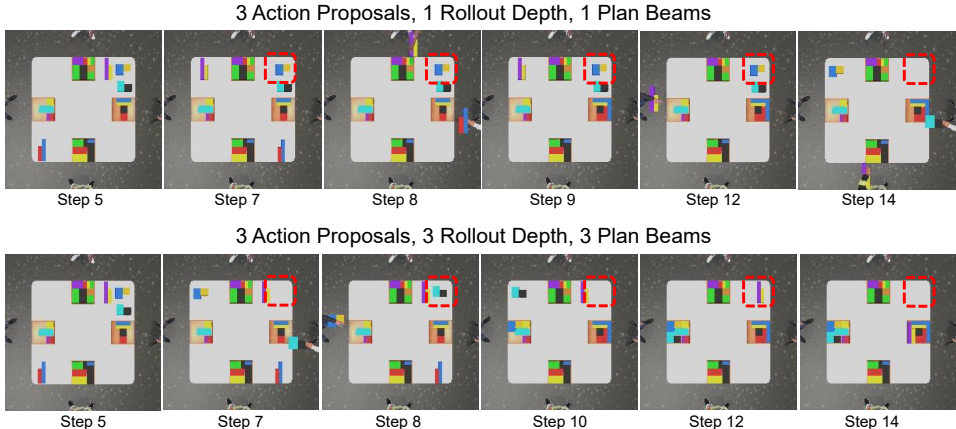 3 Action Proposals, 1 Rollout Depth, 1 Plan Beams
Step 5 Step 7 Step 8 Step 9 Step 12 Step 14
3 Action Proposals, 3 Rollout Depth, 3 Plan Beams
Step 5 Step 7 Step 8 Step 10 Step 12 Step 14